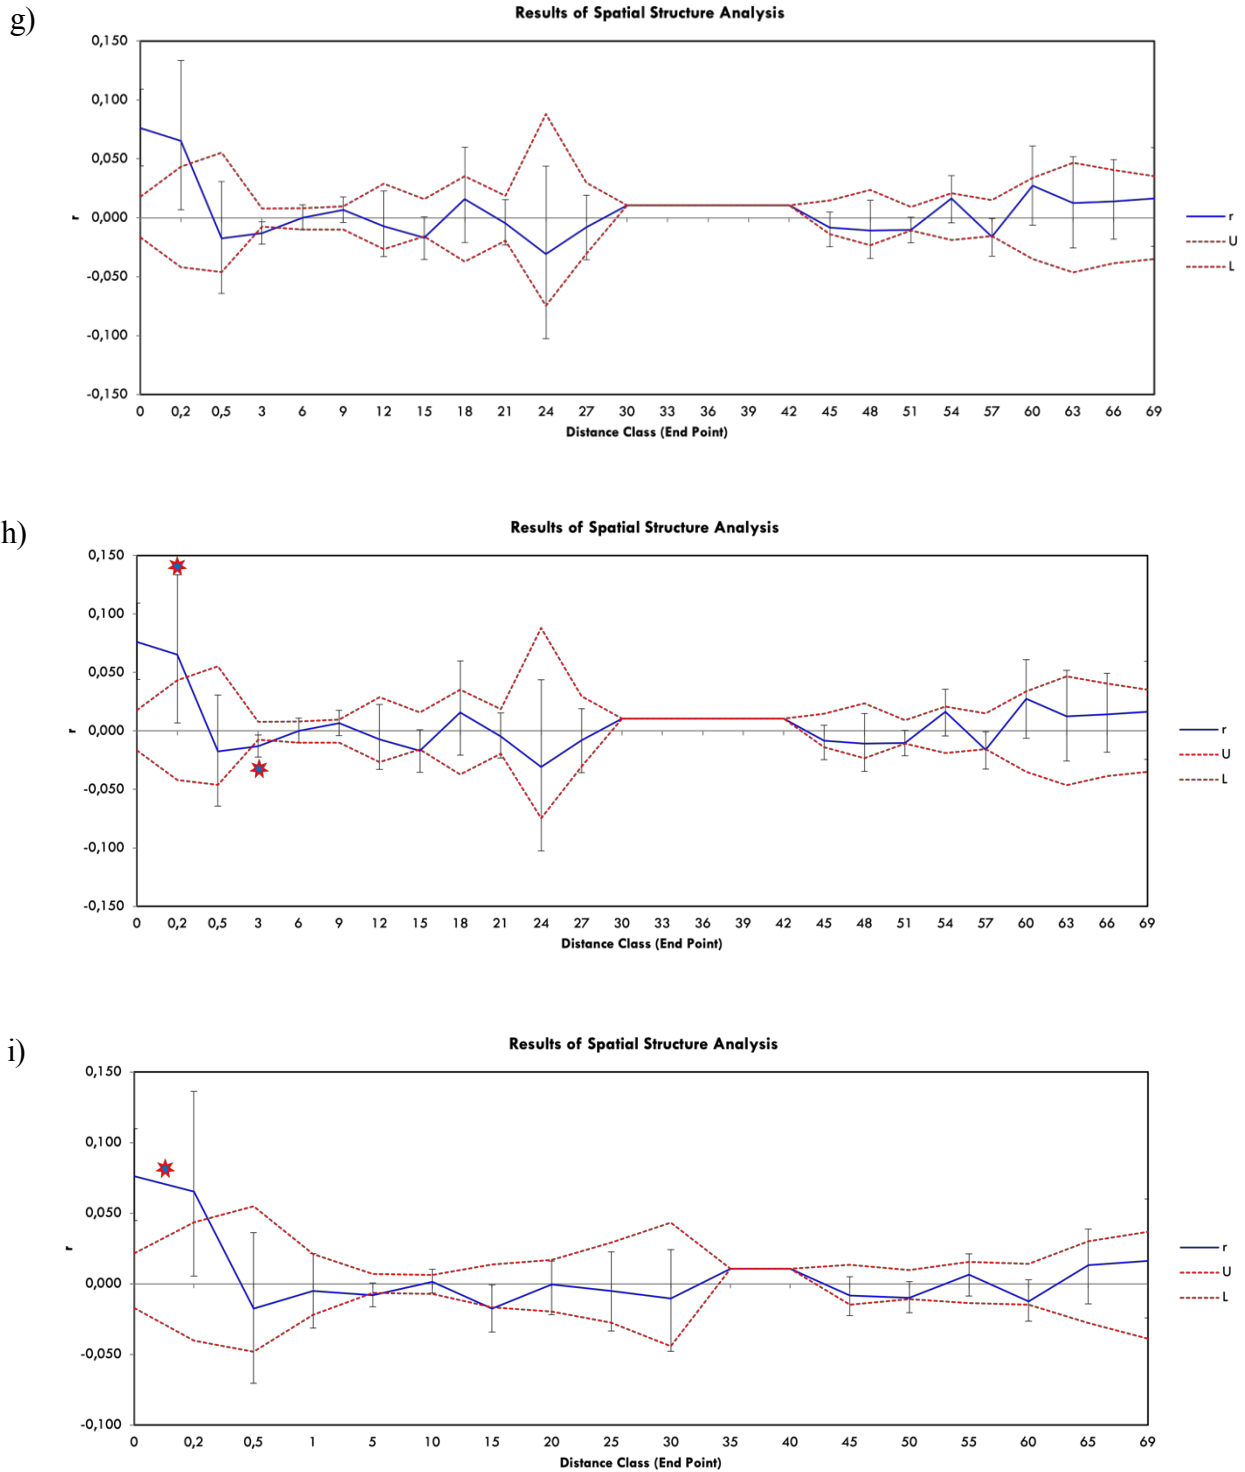 g)
Results of Spatial Structure Analysis
0,150
0,100
0,050
0,000
-0,050
-0,100
-0,150
r
0 0,2 0,5 3 6 9 12 15 18 21 24 27 30 33 36 39 42 45 48 51 54 57 60 63 66 69
Distance Class (End Point)
r
U
L
h)
Results of Spatial Structure Analysis
0,150
0,100
0,050
0,000
-0,050
-0,100
-0,150
r
0 0,2 0,5 3 6 9 12 15 18 21 24 27 30 33 36 39 42 45 48 51 54 57 60 63 66 69
Distance Class (End Point)
r
U
L
i)
Results of Spatial Structure Analysis
0,150
0,100
0,050
0,000
-0,050
-0,100
r
0 0,2 0,5 1 5 10 15 20 25 30 35 40 45 50 55 60 65 69
Distance Class (End Point)
r
U
L